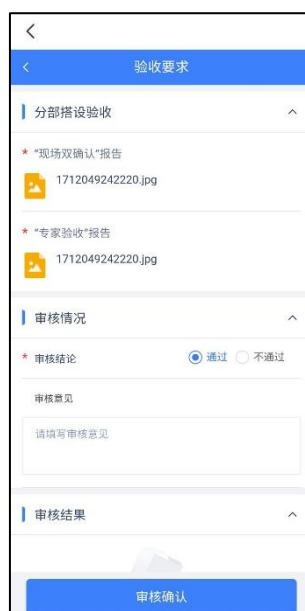 验收要求
分部搭设验收
* “现场双确认”报告
1712049242220.jpg
* “专家验收”报告
1712049242220.jpg
审核情况
* 审核结论 通过 不通过
审核意见
请填写审核意见
审核结果
审核确认